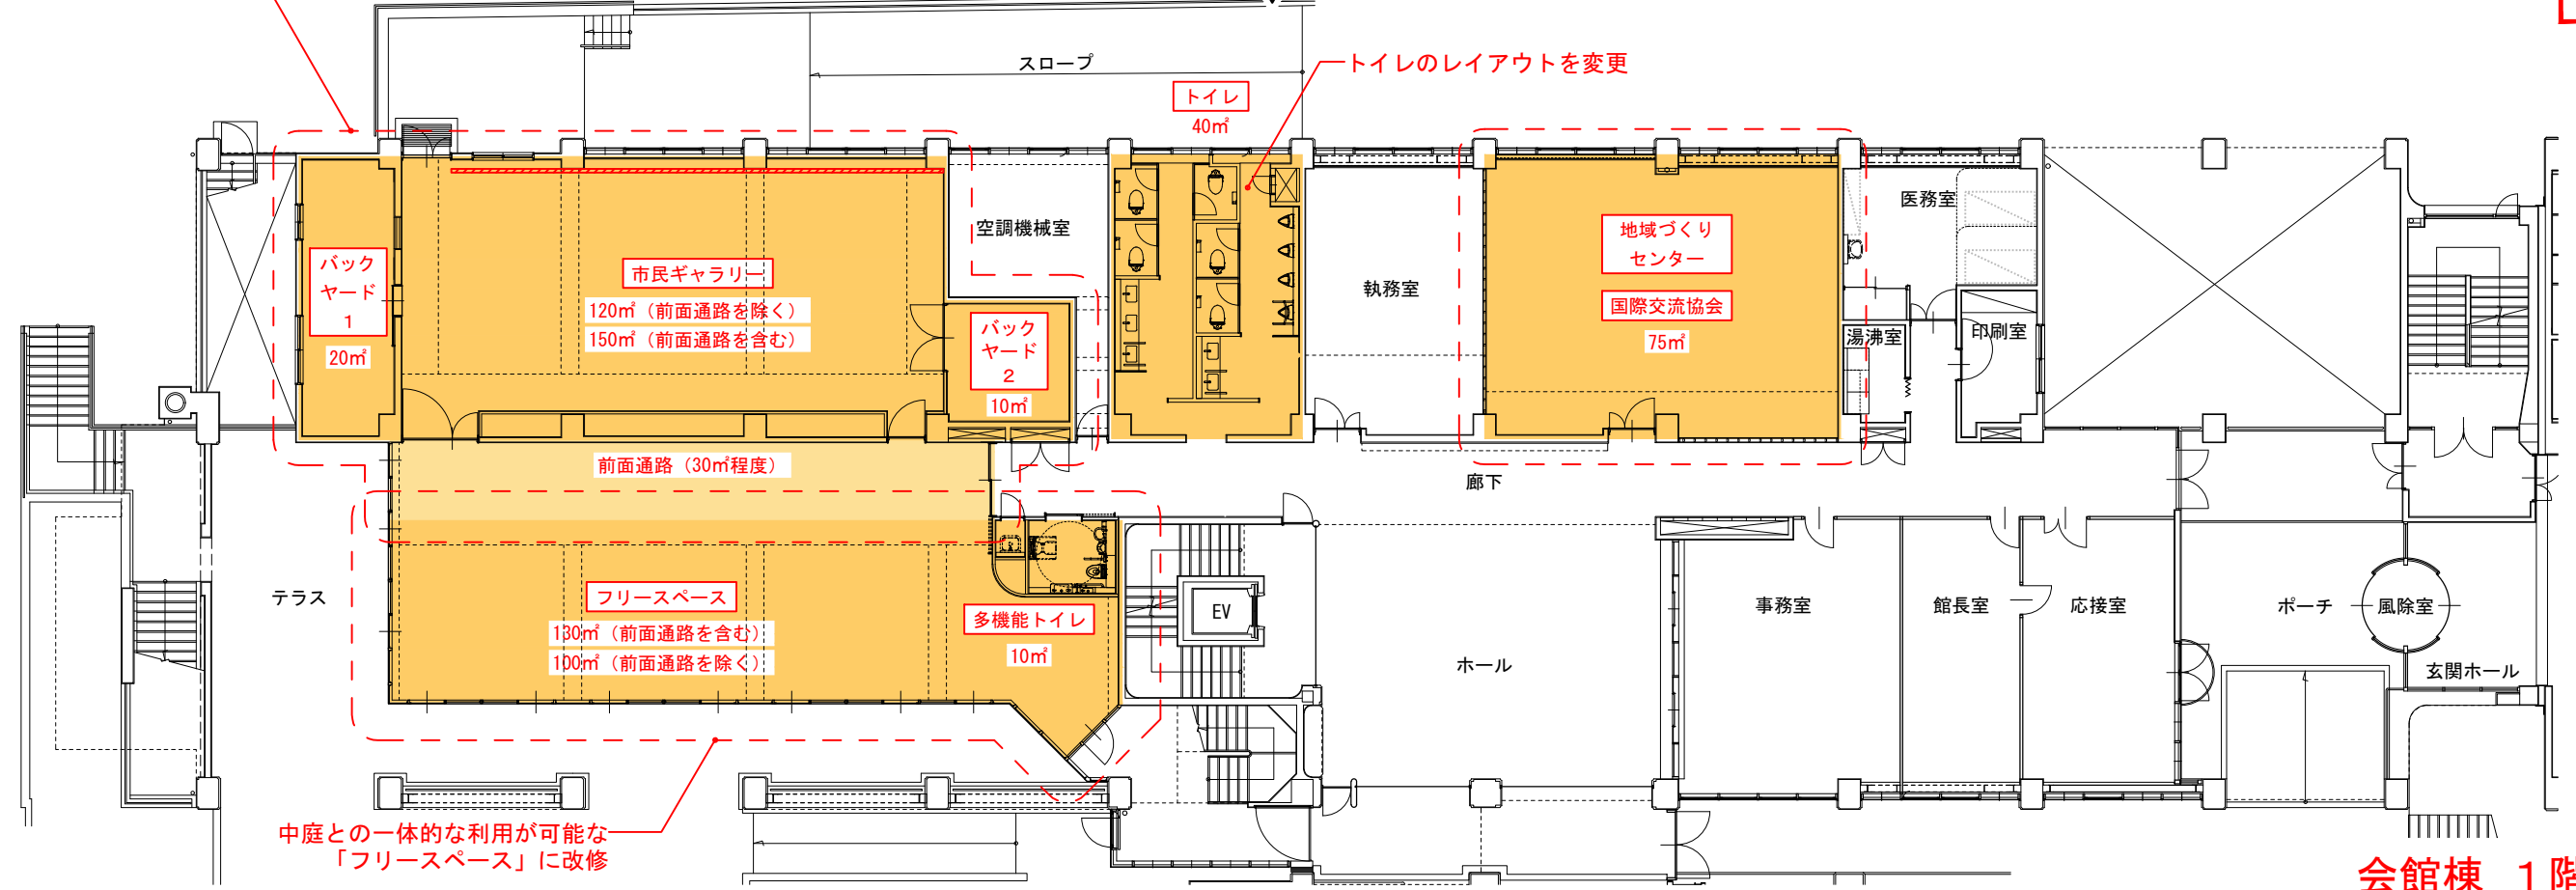 スロープ
トイレのレイアウトを変更
トイレ
40㎡
空調機械室
医務室
バック
ヤード
1
20㎡
市民ギャラリー
120㎡（前面通路を除く）
150㎡（前面通路を含む）
バック
ヤード
2
10㎡
執務室
地域づくり
センター
国際交流協会
75㎡
湯沸室
印刷室
前面通路（30㎡程度）
廊下
テラス
フリースペース
130㎡（前面通路を含む）
100㎡（前面通路を除く）
多機能トイレ
10㎡
EV
ホール
事務室
館長室
応接室
ポーチ
風除室
玄関ホール
中庭との一体的な利用が可能な
「フリースペース」に改修
会館棟 1階